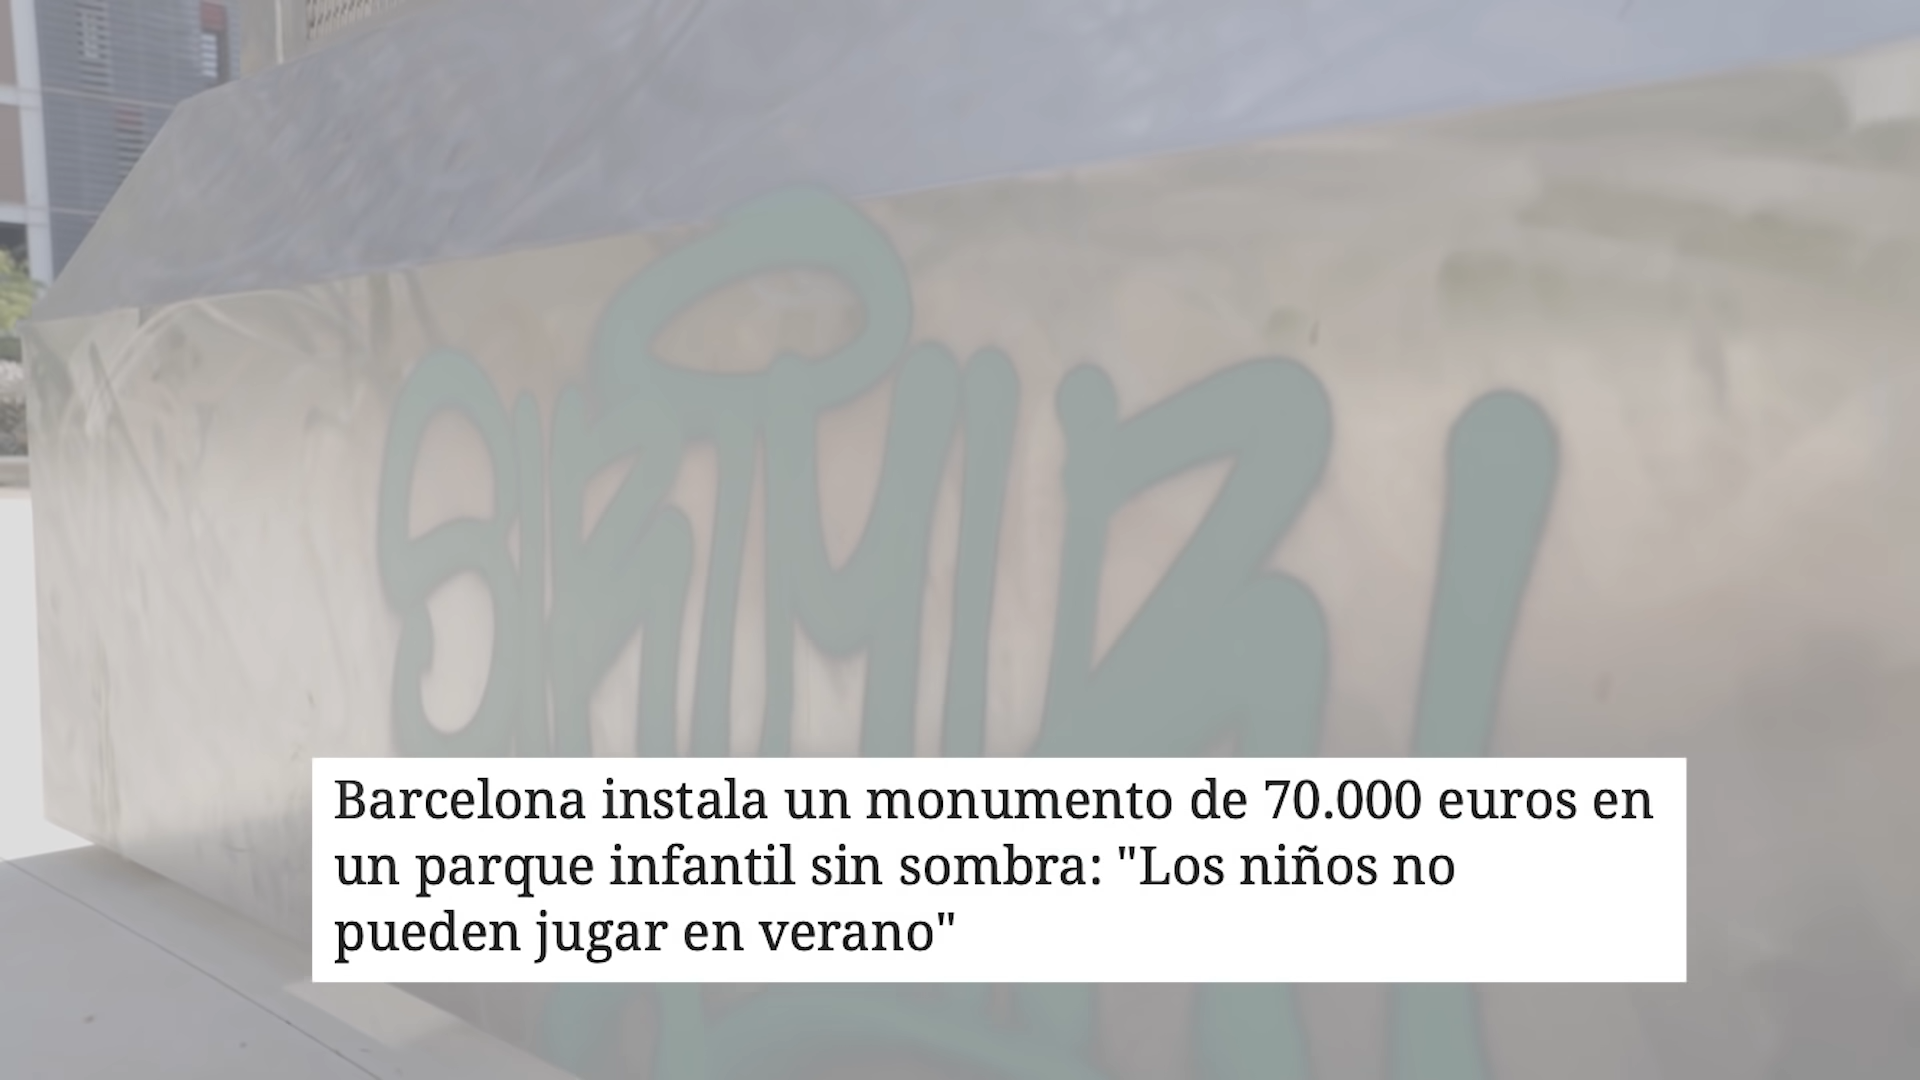 Barcelona instala un monumento de 70.000 euros en
un parque infantil sin sombra: "Los niños no
pueden jugar en verano"